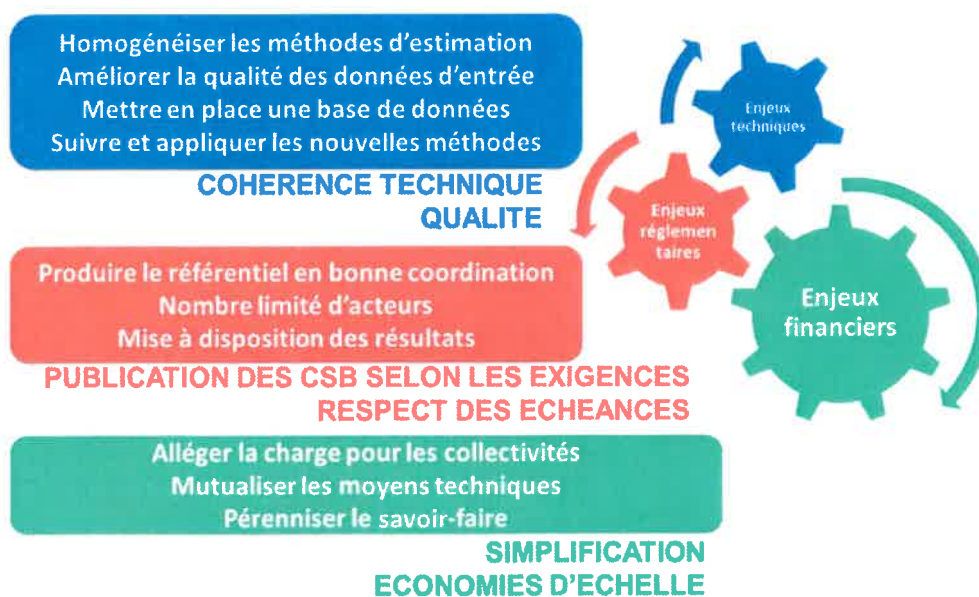 Homogénéiser les méthodes d'estimation
Améliorer la qualité des données d'entrée
Mettre en place une base de données
Suivre et appliquer les nouvelles méthodes
COHERENCE TECHNIQUE
QUALITE
Enjeux
techniques
Enjeux
réglemen
taires
Produire le référentiel en bonne coordination
Nombre limité d'acteurs
Mise à disposition des résultats
PUBLICATION DES CSB SELON LES EXIGENCES
RESPECT DES ECHEANCES
Enjeux
financiers
Alléger la charge pour les collectivités
Mutualiser les moyens techniques
Pérenniser le savoir-faire
SIMPLIFICATION
ECONOMIES D'ECHELLE